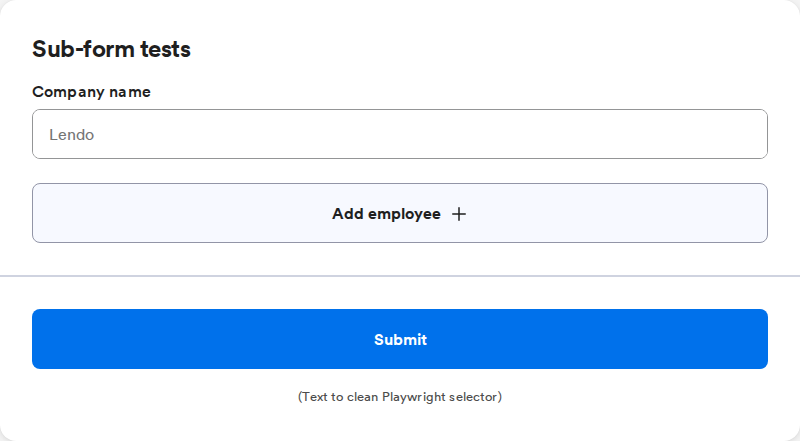 Sub-form tests
Company name
Lendo
Add employee
Submit
(Text to clean Playwright selector)